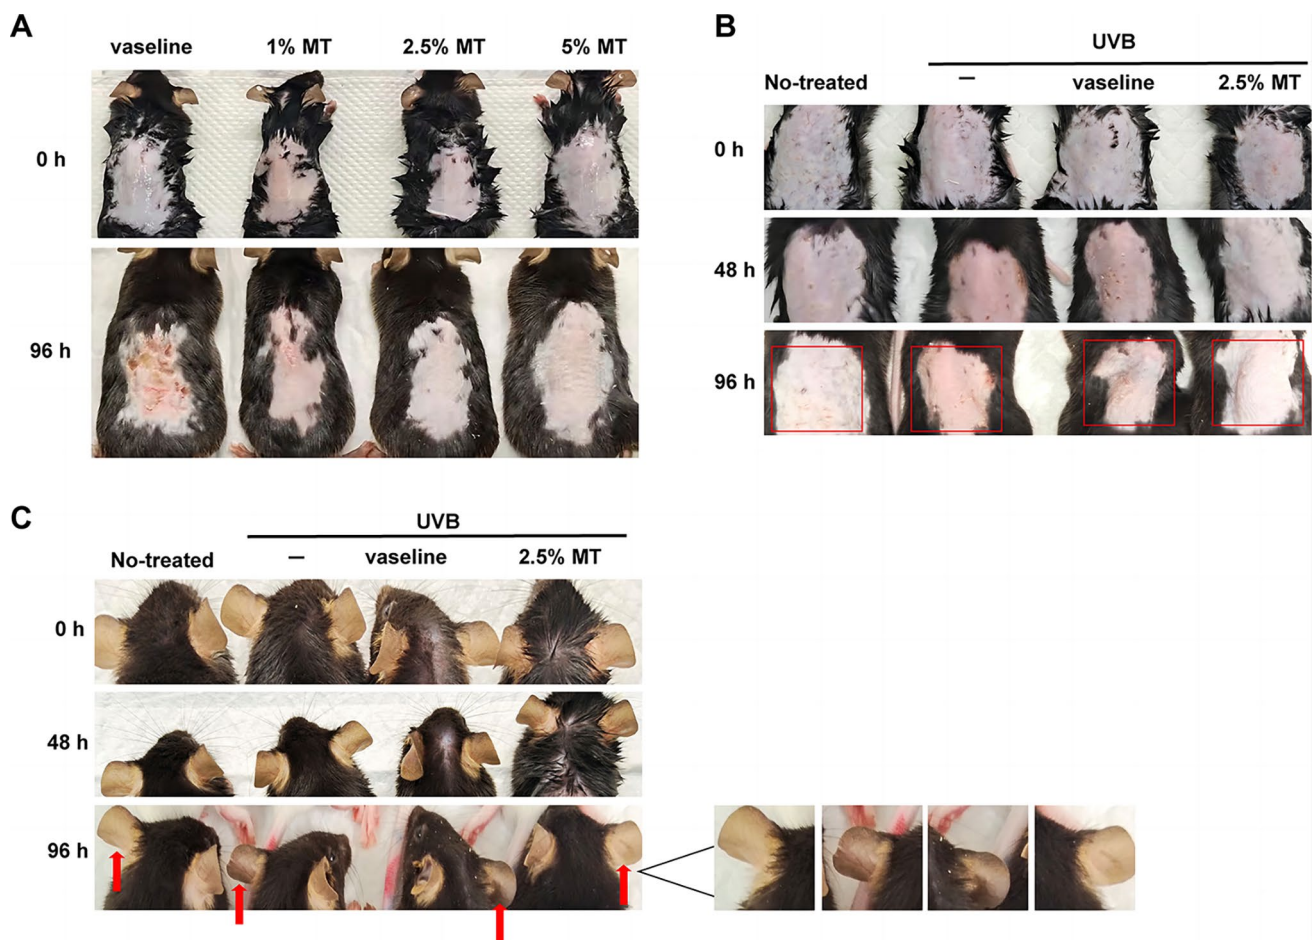 A
vaseline 1% MT 2.5% MT 5% MT
0 h
96 h
B
UVB
No-treated – vaseline 2.5% MT
0 h
48 h
96 h
C
UVB
No-treated – vaseline 2.5% MT
0 h
48 h
96 h